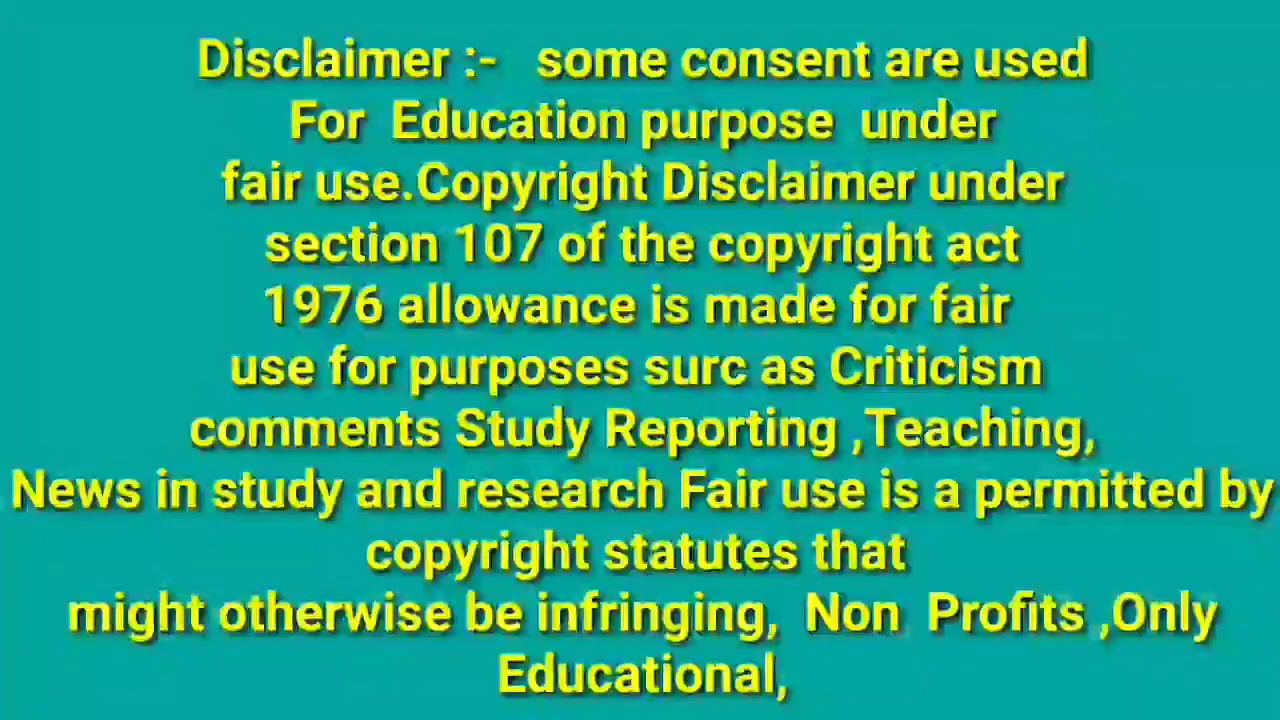 Disclaimer :- some consent are used
For Education purpose under
fair use.Copyright Disclaimer under
section 107 of the copyright act
1976 allowance is made for fair
use for purposes surc as Criticism
comments Study Reporting ,Teaching,
News in study and research Fair use is a permitted by
copyright statutes that
might otherwise be infringing, Non Profits ,Only
Educational,